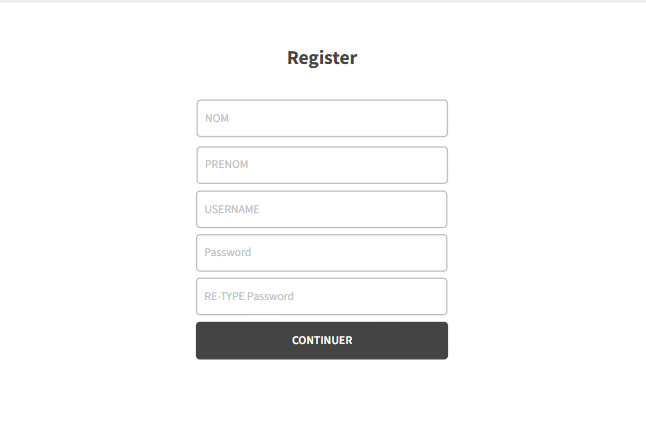 Register
NOM
PRENOM
USERNAME
Password
RE-TYPE Password
CONTINUER